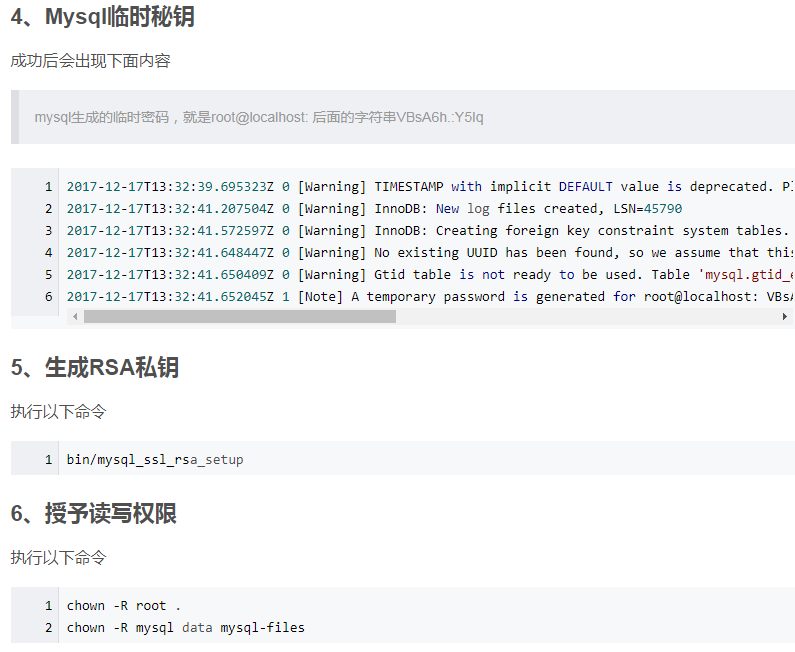 4、Mysql临时秘钥
成功后会出现下面内容
mysql生成的临时密码，就是root@localhost: 后面的字符串VBsA6h.:Y5Iq
1 2017-12-17T13:32:39.695323Z 0 [Warning] TIMESTAMP with implicit DEFAULT value is deprecated. Pl
2 2017-12-17T13:32:41.207504Z 0 [Warning] InnoDB: New log files created, LSN=45790
3 2017-12-17T13:32:41.572597Z 0 [Warning] InnoDB: Creating foreign key constraint system tables.
4 2017-12-17T13:32:41.648447Z 0 [Warning] No existing UUID has been found, so we assume that this
5 2017-12-17T13:32:41.650409Z 0 [Warning] Gtid table is not ready to be used. Table 'mysql.gtid_e
6 2017-12-17T13:32:41.652045Z 1 [Note] A temporary password is generated for root@localhost: VBsA
5、生成RSA私钥
执行以下命令
1 bin/mysql_ssl_rsa_setup
6、授予读写权限
执行以下命令
1 chown -R root .
2 chown -R mysql data mysql-files